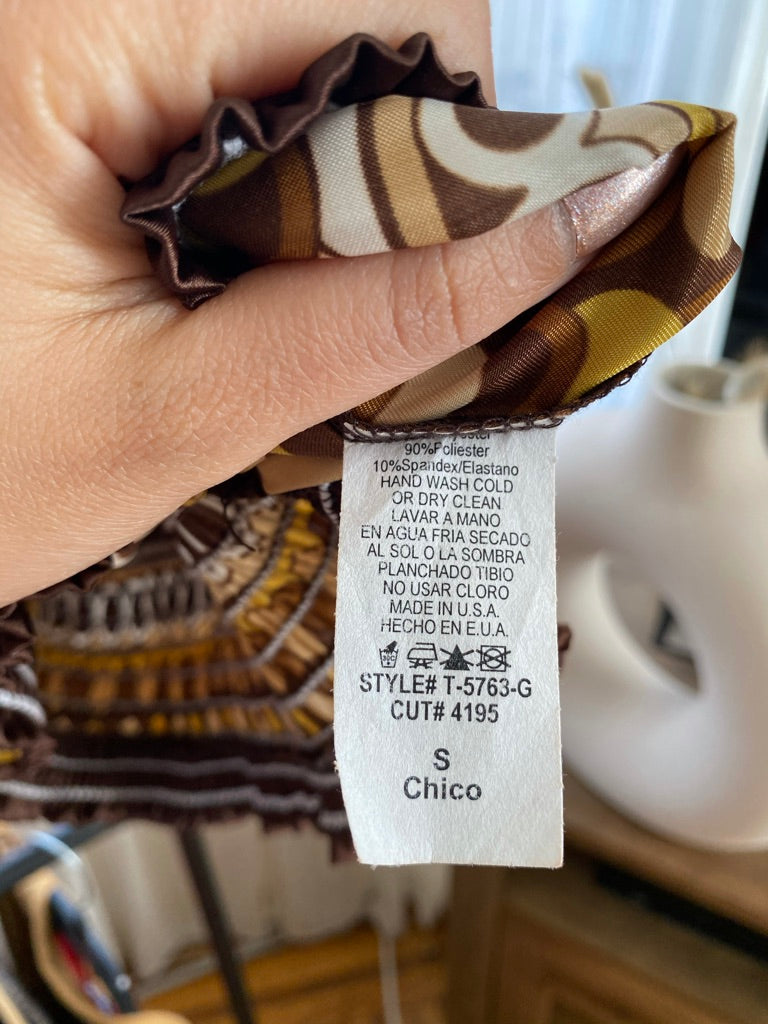 90%Poliester
10%Spandex/Elastano
HAND WASH COLD
OR DRY CLEAN
LAVAR A MANO
EN AGUA FRIA SECADO
AL SOL O LA SOMBRA
PLANCHADO TIBIO
NO USAR CLORO
MADE IN U.S.A.
HECHO EN E.U.A.
STYLE# T-5763-G
CUT# 4195
S
Chico